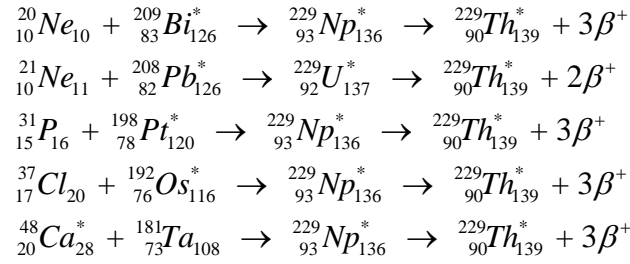 ²⁰₁₀Ne₁₀ + ²⁰⁹₈₃Bi*₁₂₆ → ²²⁹₉₃Np*₁₃₆ → ²²⁹₉₀Th*₁₃₉ + 3β⁺
²¹₁₀Ne₁₁ + ²⁰⁸₈₂Pb*₁₂₆ → ²²⁹₉₂U*₁₃₇ → ²²⁹₉₀Th*₁₃₉ + 2β⁺
³¹₁₅P₁₆ + ¹⁹⁸₇₈Pt*₁₂₀ → ²²⁹₉₃Np*₁₃₆ → ²²⁹₉₀Th*₁₃₉ + 3β⁺
³⁷₁₇Cl₂₀ + ¹⁹²₇₆Os*₁₁₆ → ²²⁹₉₃Np*₁₃₆ → ²²⁹₉₀Th*₁₃₉ + 3β⁺
⁴⁸₂₀Ca*₂₈ + ¹⁸¹₇₃Ta₁₀₈ → ²²⁹₉₃Np*₁₃₆ → ²²⁹₉₀Th*₁₃₉ + 3β⁺